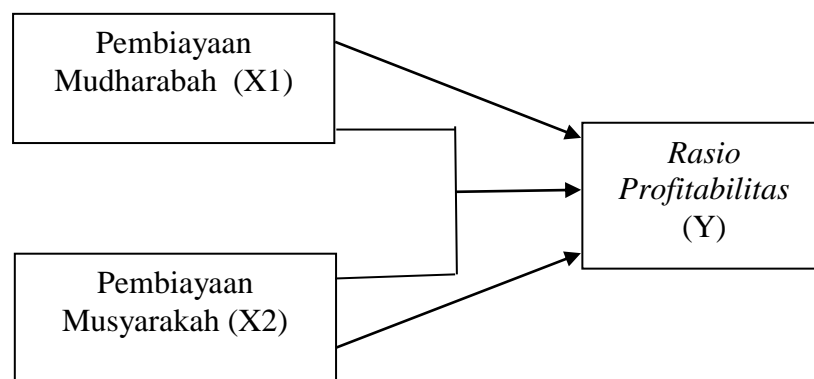 Pembiayaan
Mudharabah (X1)
Rasio
Profitabilitas
(Y)
Pembiayaan
Musyarakah (X2)